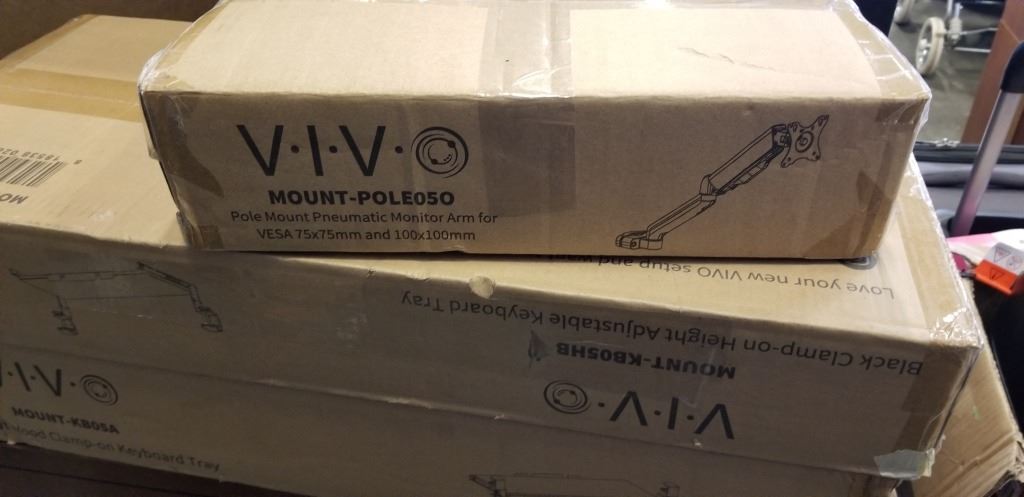 V·I·V·O
MOUNT-POLE05O
Pole Mount Pneumatic Monitor Arm for
VESA 75x75mm and 100x100mm
Love your new VIVO setup and want
Black Clamp-on Height Adjustable Keyboard Tray
MOUNT-KB05HB
V·I·V·O
V·I·V·O
MOUNT-KB05A
Wood Clamp-on Keyboard Tray